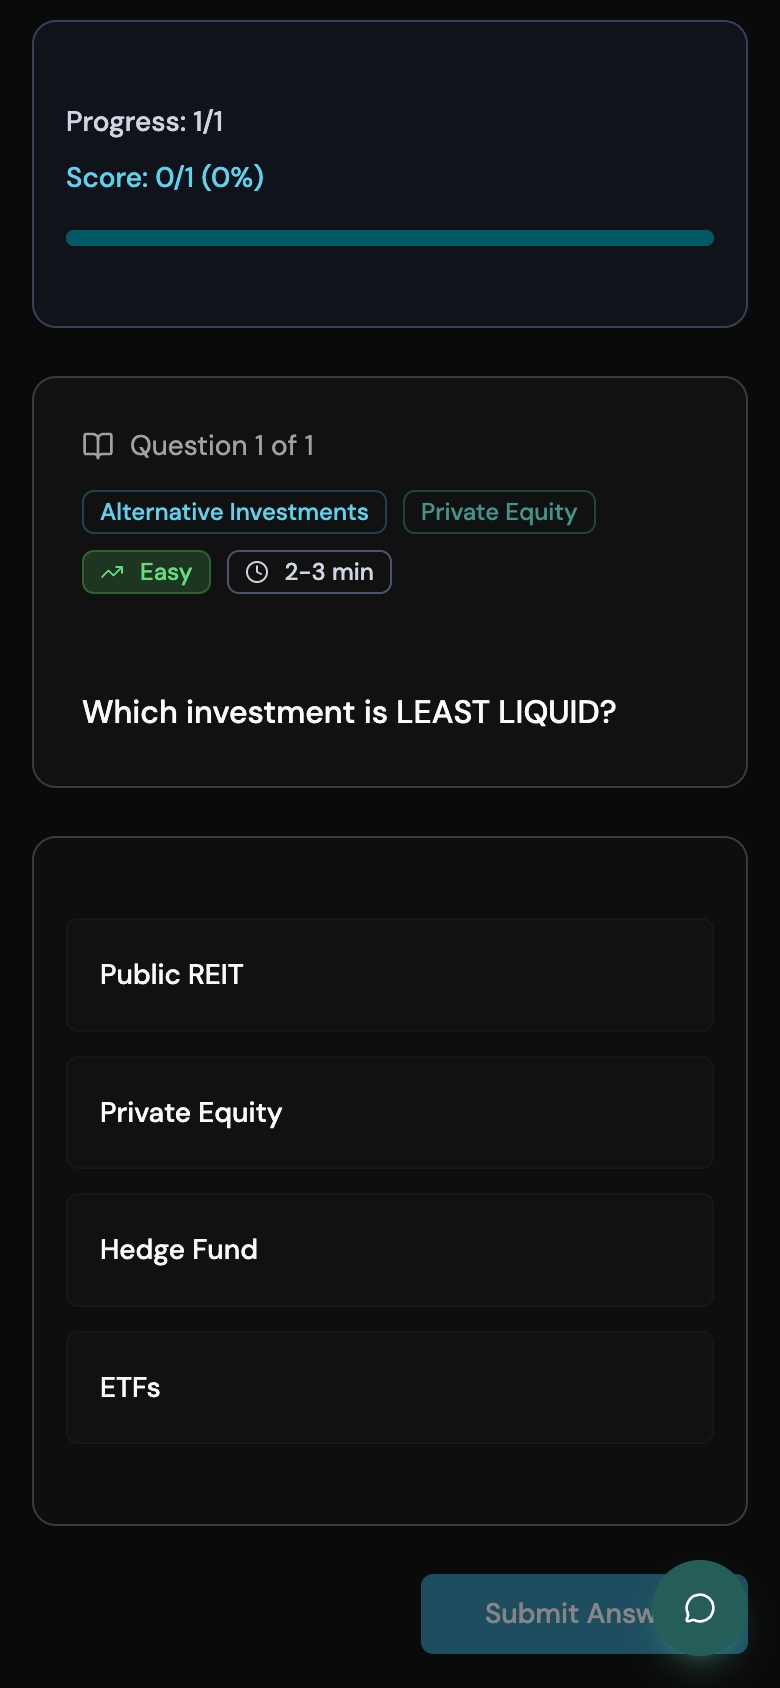 Progress: 1/1
Score: 0/1 (0%)
Question 1 of 1
Alternative Investments
Private Equity
Easy
2-3 min
Which investment is LEAST LIQUID?
Public REIT
Private Equity
Hedge Fund
ETFs
Submit Answ